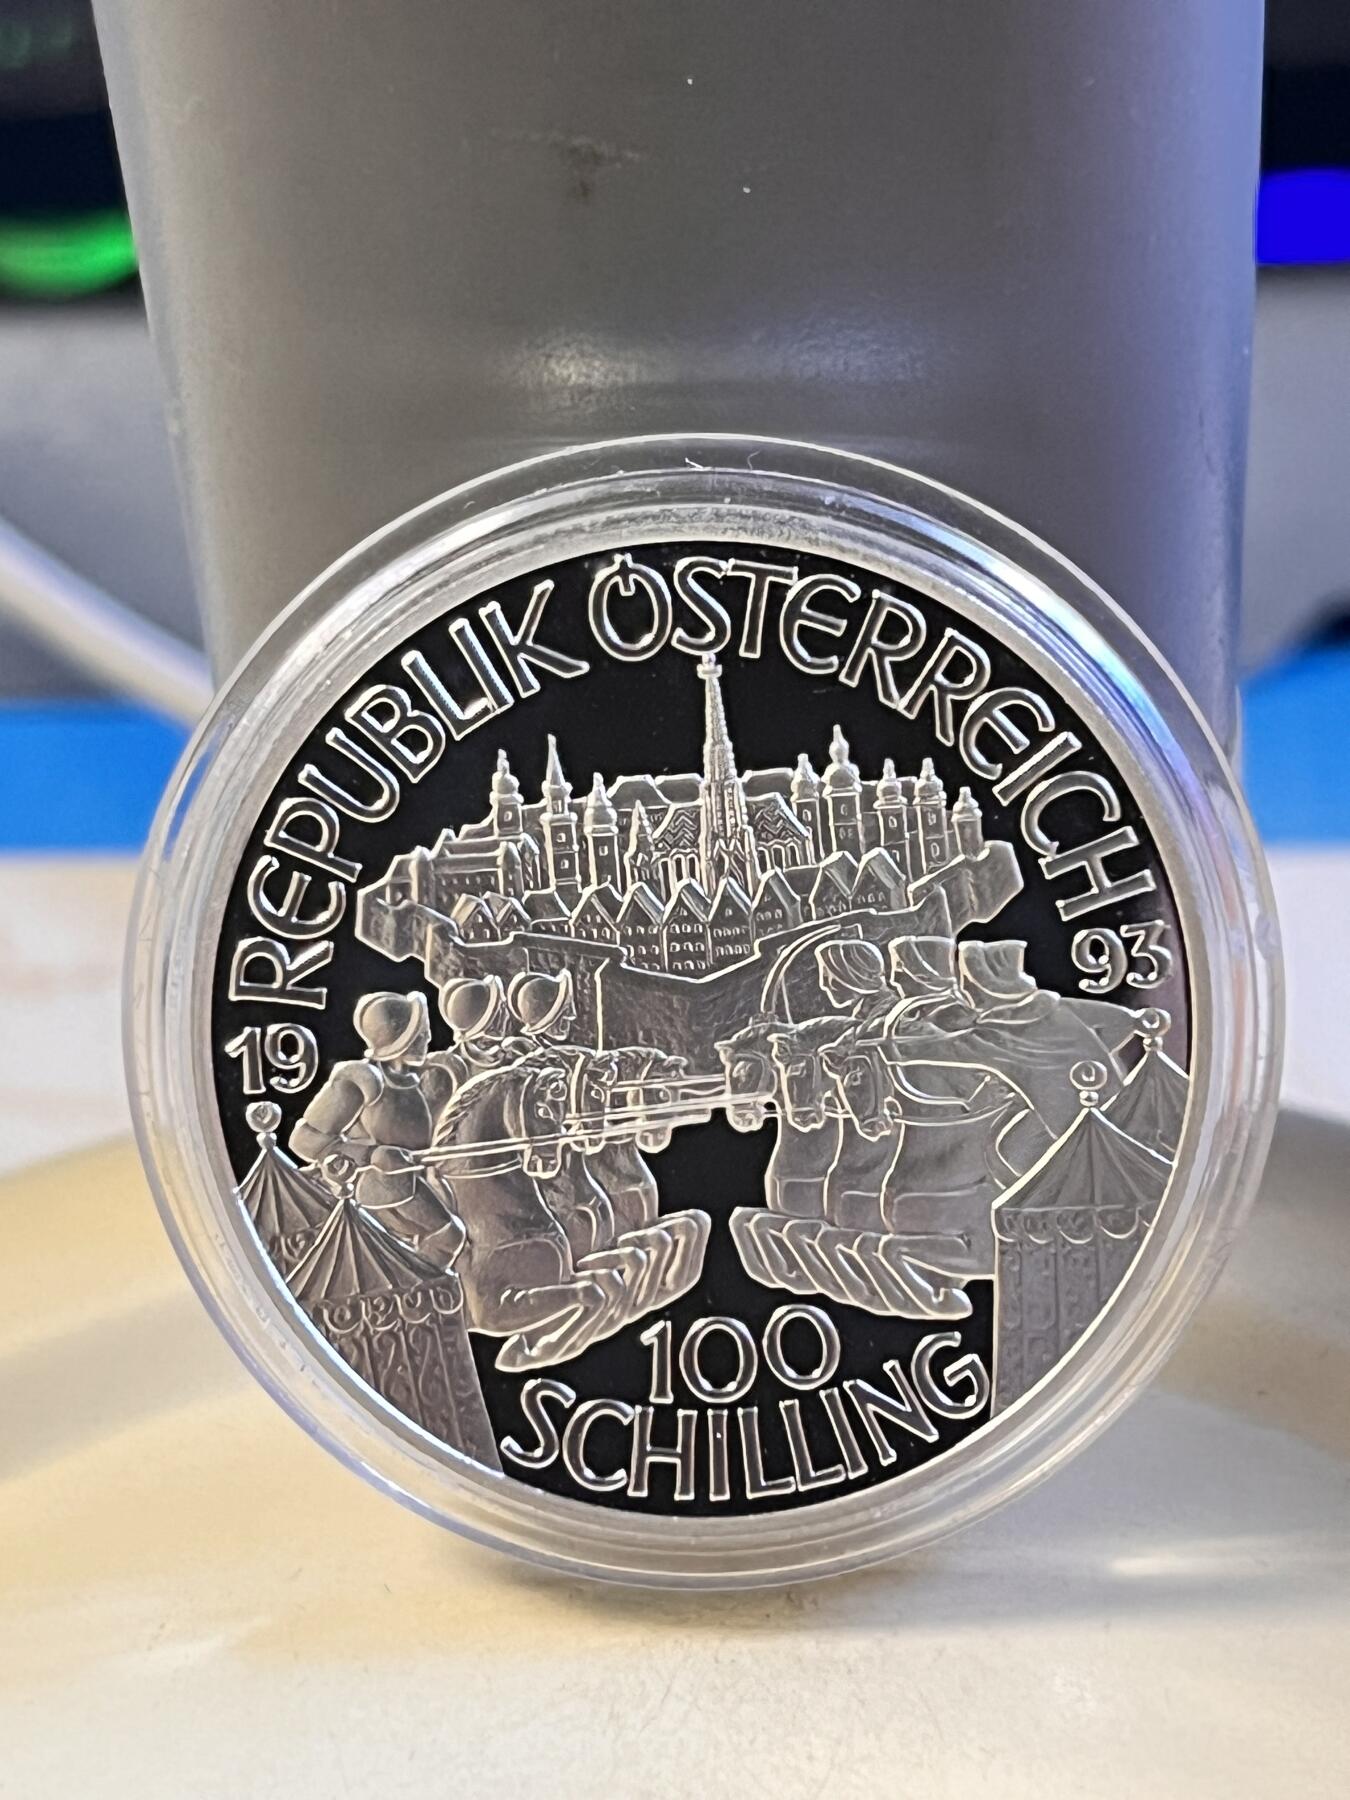 REPUBLIK ÖSTERREICH
19 93
100
SCHILLING